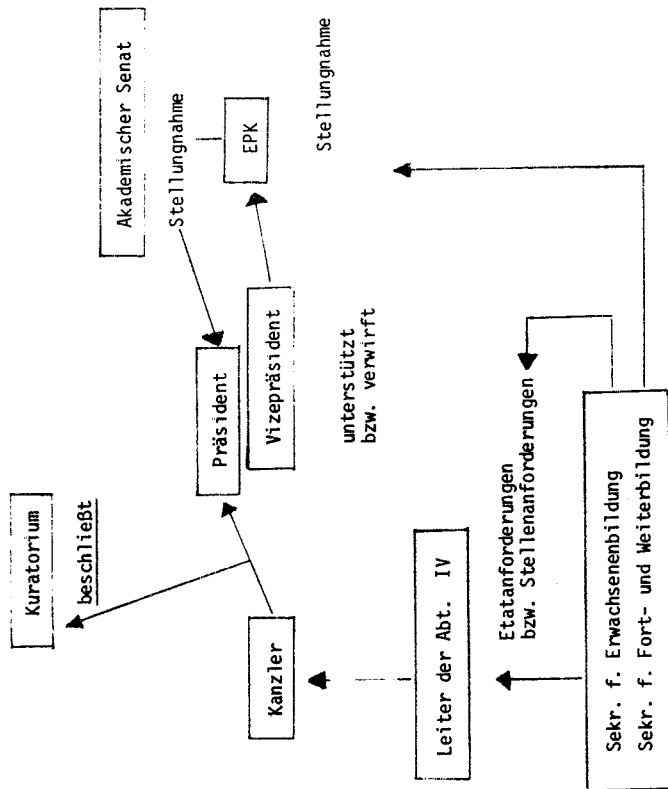 Kuratorium
beschließt
Akademischer Senat
Stellungnahme
Präsident
EPK
Kanzler
Vizepräsident
Stellungnahme
unterstützt
bzw. verwirft
Leiter der Abt. IV
Etatanforderungen
bzw. Stellenanforderungen
Sekr. f. Erwachsenenbildung
Sekr. f. Fort- und Weiterbildung